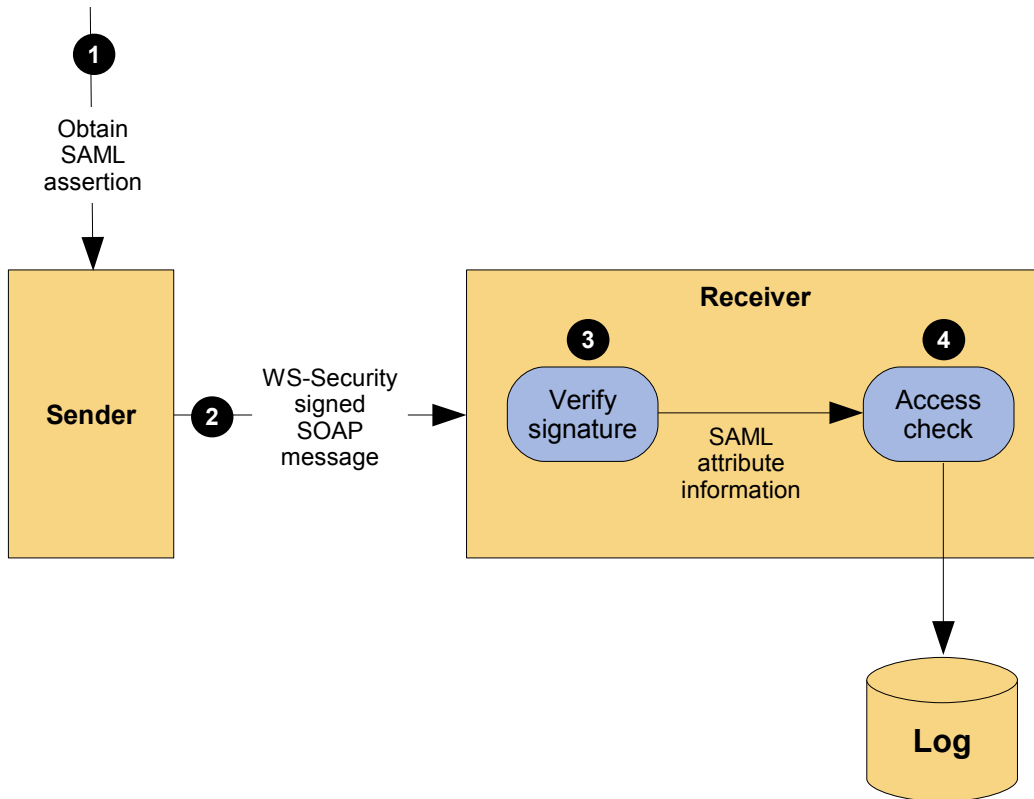 1
Obtain
SAML
assertion
Sender
2
WS-Security
signed
SOAP
message
Receiver
3
Verify
signature
SAML
attribute
information
4
Access
check
Log